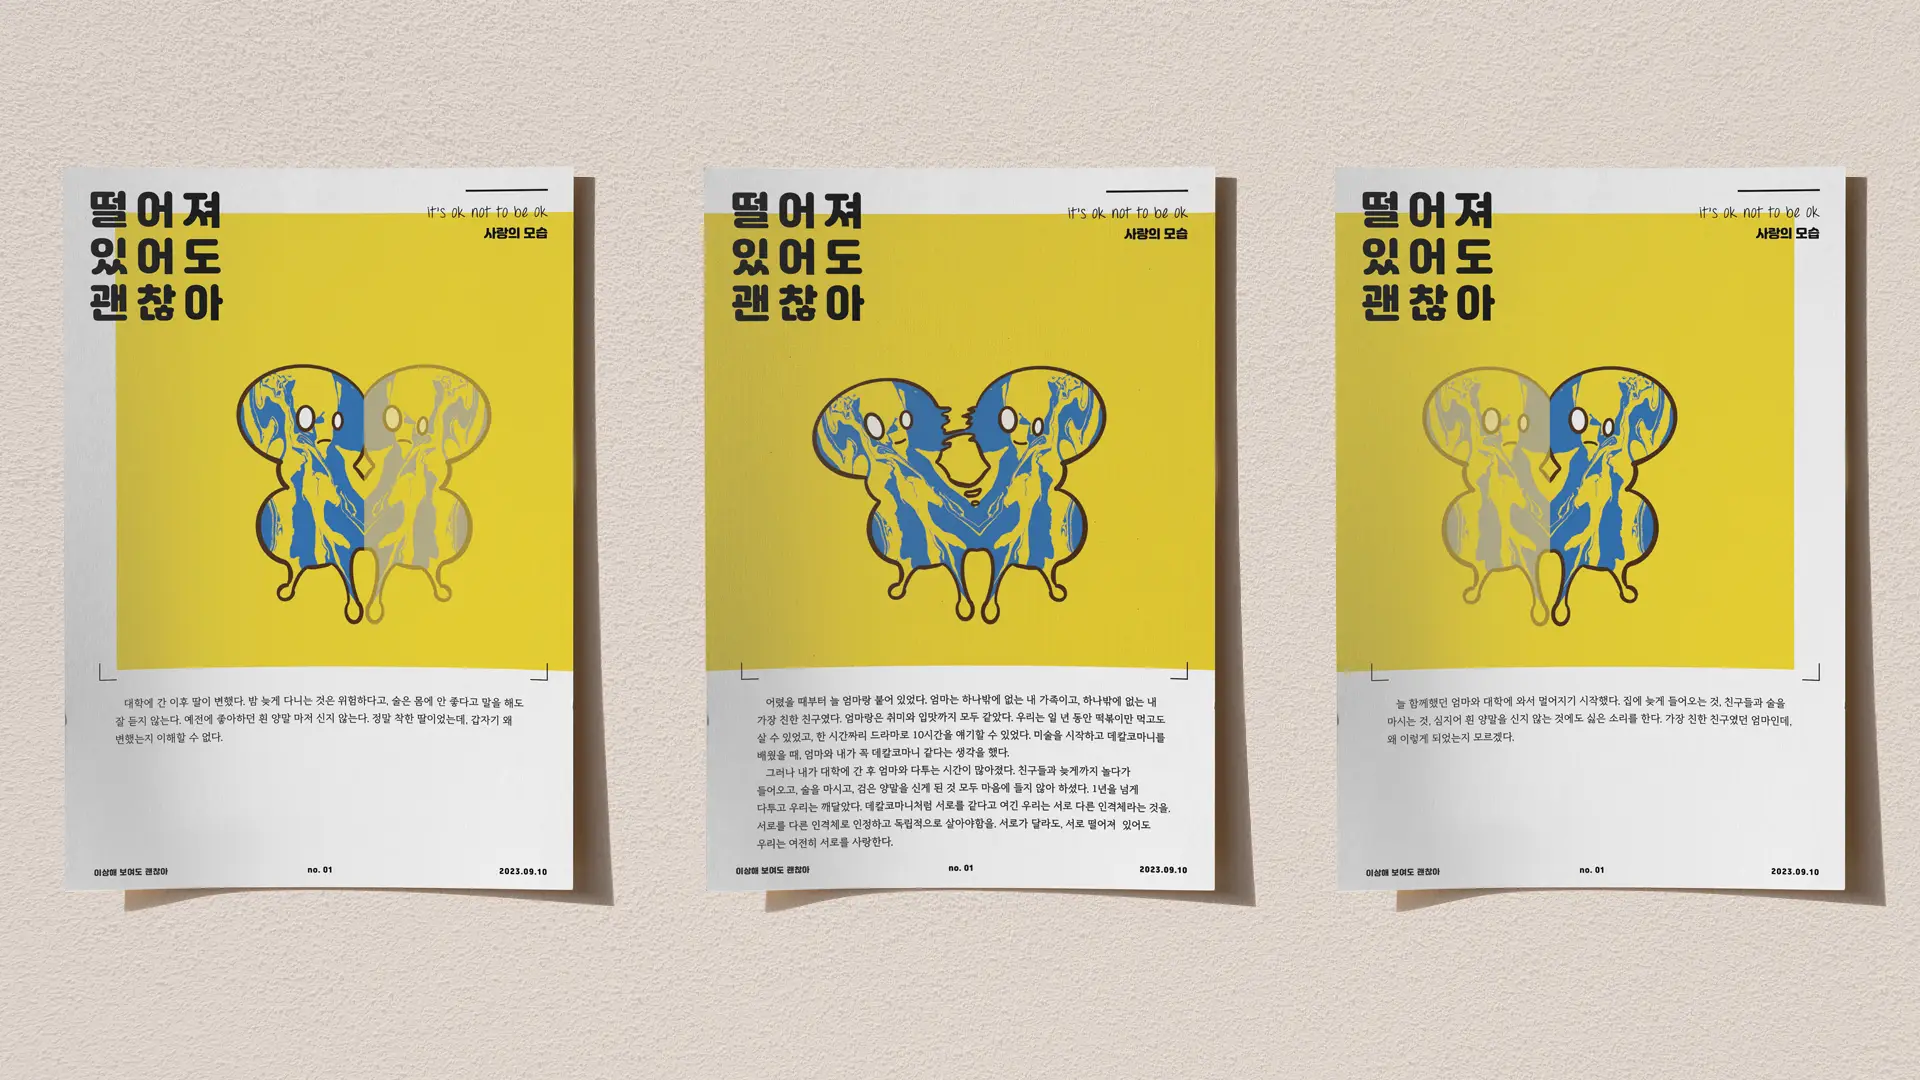 떨어져
있어도
괜찮아
it's ok not to be ok
사랑의 모습
대학에 간 이후 딸이 변했다. 밤 늦게 다니는 것은 위험하다고, 술은 몸에 안 좋다고 말을 해도
잘 듣지 않는다. 예전에 좋아하던 흰 양말 마저 신지 않는다. 정말 착한 딸이었는데, 갑자기 왜
변했는지 이해할 수 없다.
이상해 보여도 괜찮아
no. 01
2023.09.10
떨어져
있어도
괜찮아
it's ok not to be ok
사랑의 모습
어렸을 때부터 늘 엄마랑 붙어 있었다. 엄마는 하나밖에 없는 내 가족이고, 하나밖에 없는 내
가장 친한 친구였다. 엄마랑은 취미와 입맛까지 모두 같았다. 우리는 일 년 동안 떡볶이만 먹고도
살 수 있었고, 한 시간짜리 드라마로 10시간을 얘기할 수 있었다. 미술을 시작하고 데칼코마니를
배웠을 때, 엄마와 내가 꼭 데칼코마니 같다는 생각을 했다.
그러나 내가 대학에 간 후 엄마와 다투는 시간이 많아졌다. 친구들과 늦게까지 놀다가
들어오고, 술을 마시고, 검은 양말을 신게 된 것 모두 마음에 들지 않아 하셨다. 1년을 넘게
다투고 우리는 깨달았다. 데칼코마니처럼 서로를 같다고 여긴 우리는 서로 다른 인격체라는 것을.
서로를 다른 인격체로 인정하고 독립적으로 살아야함을. 서로가 달라도, 서로 떨어져 있어도
우리는 여전히 서로를 사랑한다.
이상해 보여도 괜찮아
no. 01
2023.09.10
떨어져
있어도
괜찮아
it's ok not to be ok
사랑의 모습
늘 함께했던 엄마와 대학에 와서 멀어지기 시작했다. 집에 늦게 들어오는 것, 친구들과 술을
마시는 것, 심지어 흰 양말을 신지 않는 것에도 싫은 소리를 한다. 가장 친한 친구였던 엄마인데,
왜 이렇게 되었는지 모르겠다.
이상해 보여도 괜찮아
no. 01
2023.09.10